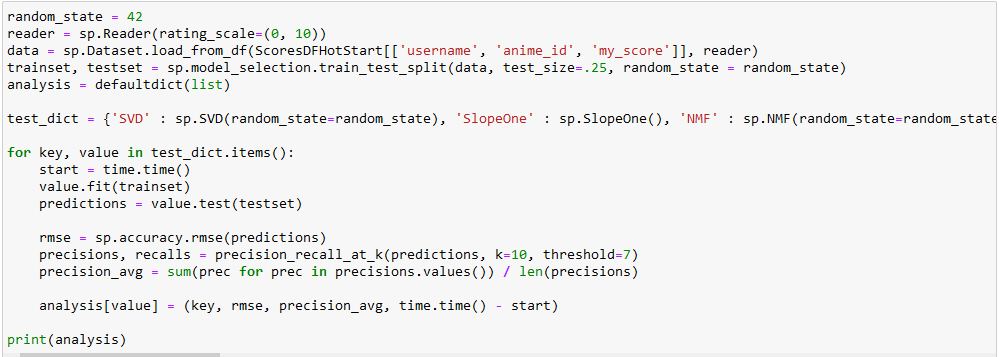 random_state = 42
reader = sp.Reader(rating_scale=(0, 10))
data = sp.Dataset.load_from_df(ScoresDFHotStart[['username', 'anime_id', 'my_score']], reader)
trainset, testset = sp.model_selection.train_test_split(data, test_size=.25, random_state = random_state)
analysis = defaultdict(list)

test_dict = {'SVD' : sp.SVD(random_state=random_state), 'SlopeOne' : sp.SlopeOne(), 'NMF' : sp.NMF(random_state=random_state

for key, value in test_dict.items():
    start = time.time()
    value.fit(trainset)
    predictions = value.test(testset)

    rmse = sp.accuracy.rmse(predictions)
    precisions, recalls = precision_recall_at_k(predictions, k=10, threshold=7)
    precision_avg = sum(prec for prec in precisions.values()) / len(precisions)

    analysis[value] = (key, rmse, precision_avg, time.time() - start)

print(analysis)